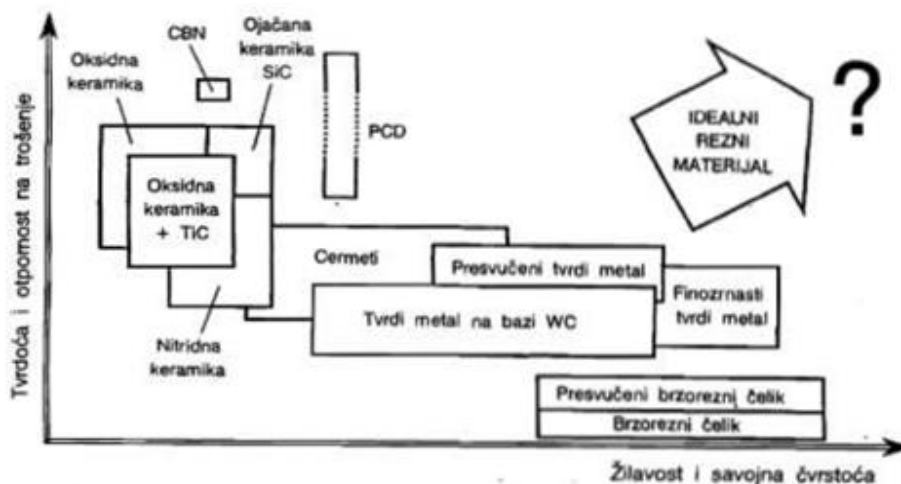 Tvrdoća i otpornost na trošenje
Oksidna
keramika
CBN
Ojačana
keramika
SiC
PCD
IDEALNI
REZNI
MATERIJAL
?
Oksidna
keramika
+ TiC
Nitridna
keramika
Cermeti
Presvučeni tvrdi metal
Tvrdi metal na bazi WC
Finozrnasti
tvrdi metal
Presvučeni brzorezni čelik
Brzorezni čelik
Žilavost i savojna čvrstoća